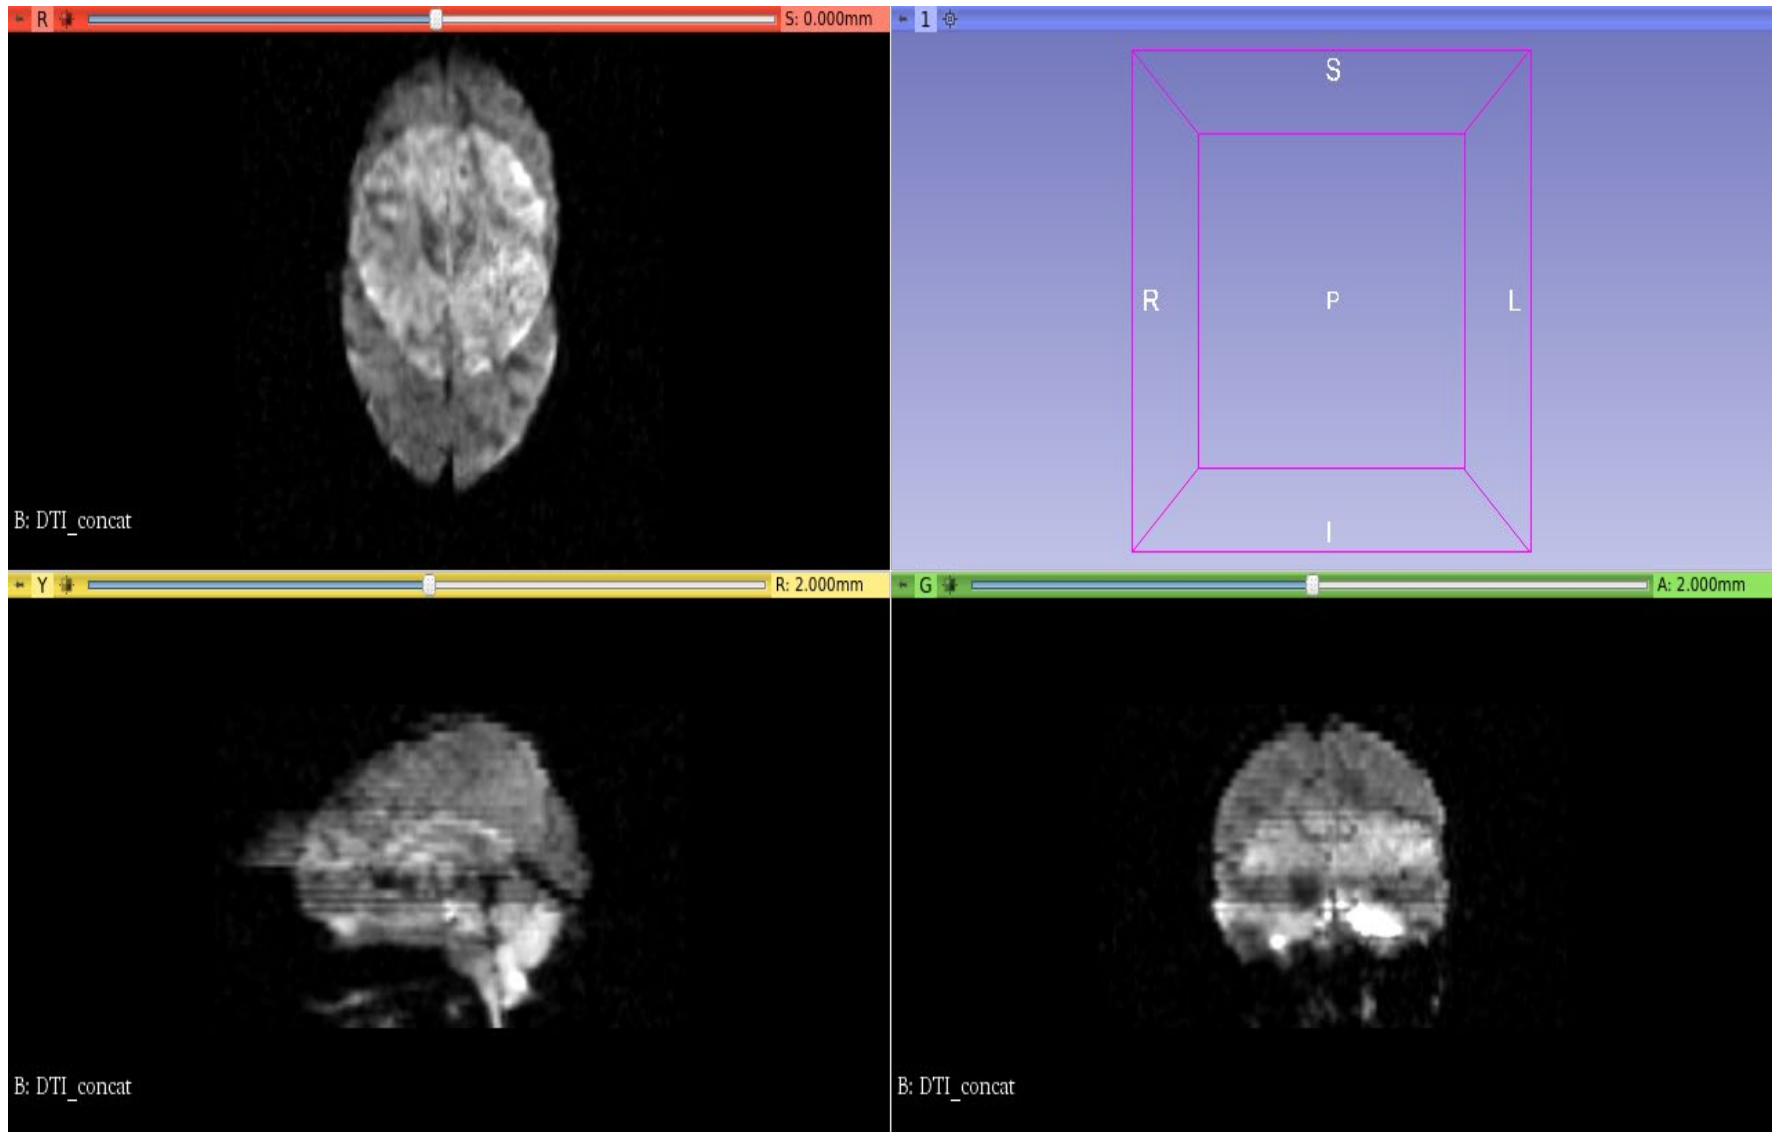 R S: 0.000mm
B: DTI_concat
1
S
R P L
I
Y R: 2.000mm
B: DTI_concat
G A: 2.000mm
B: DTI_concat